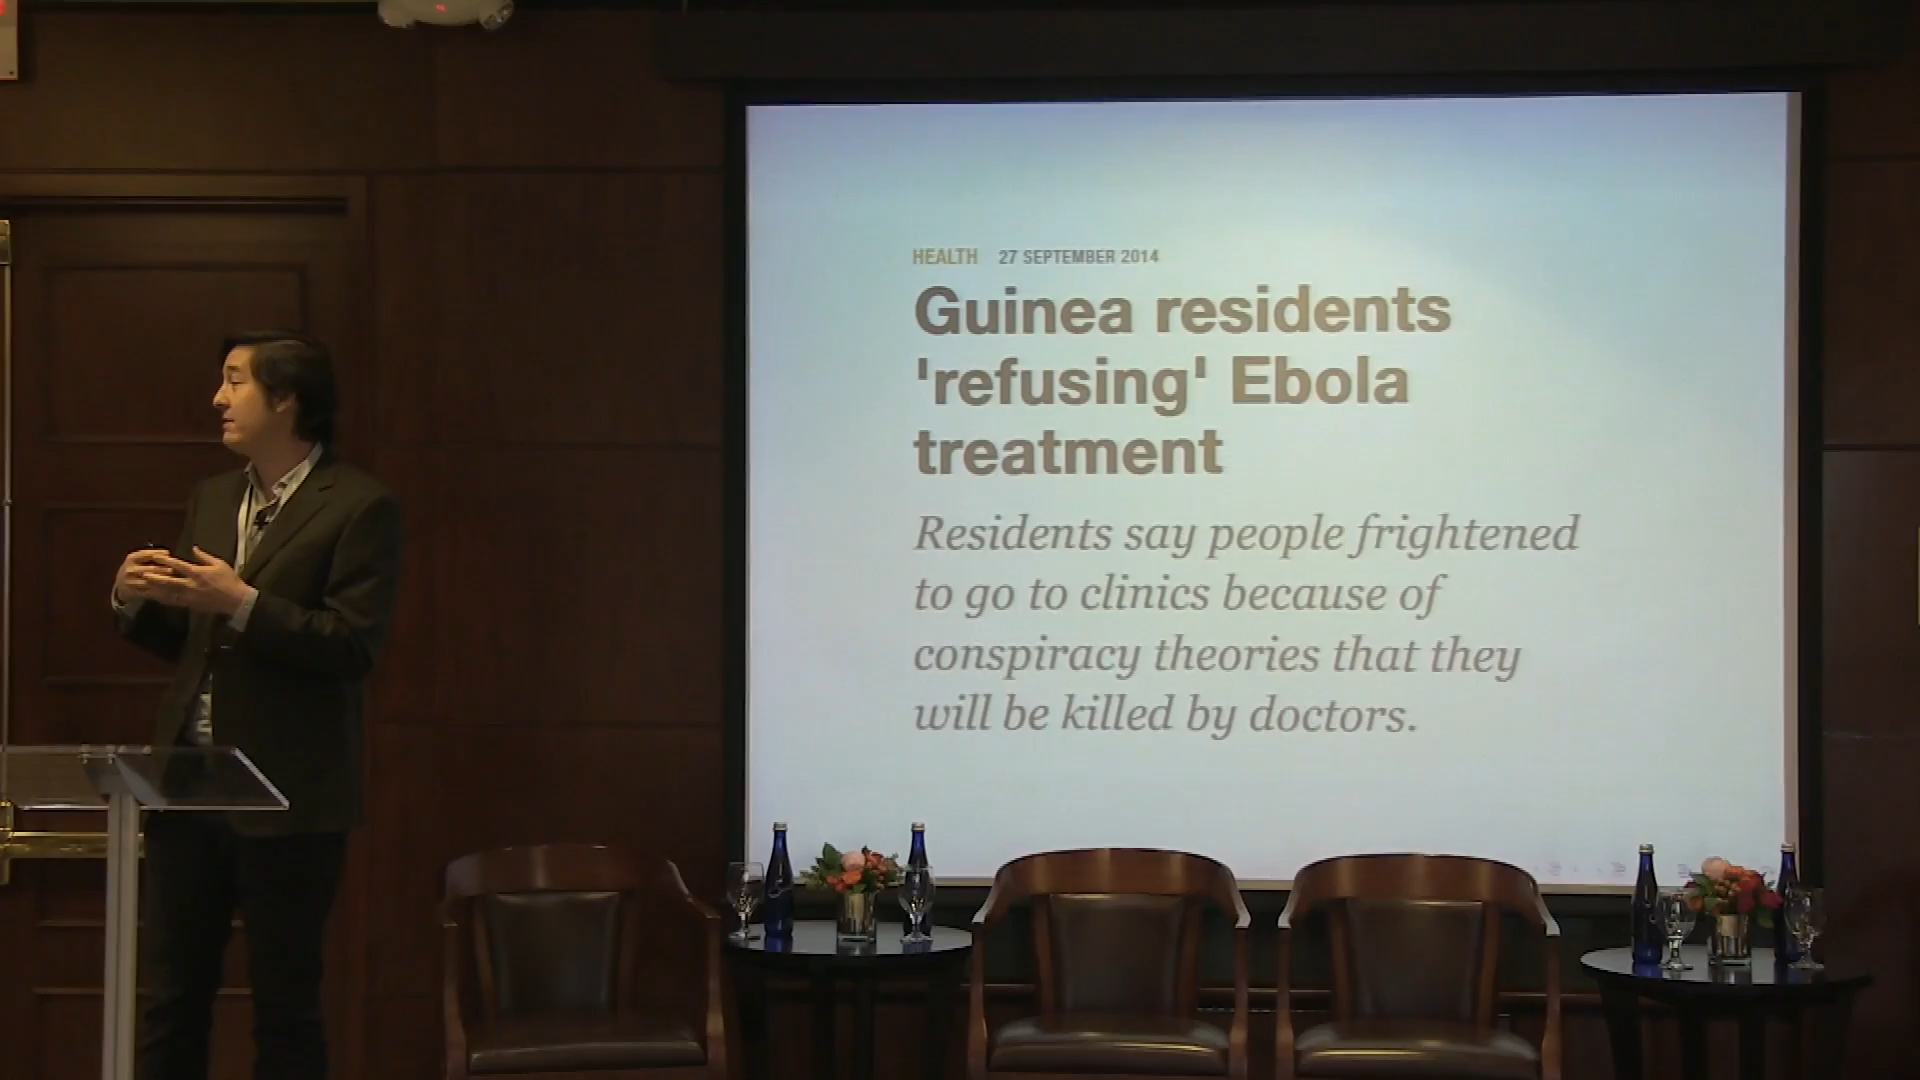 HEALTH 27 SEPTEMBER 2014
Guinea residents
'refusing' Ebola
treatment
Residents say people frightened
to go to clinics because of
conspiracy theories that they
will be killed by doctors.